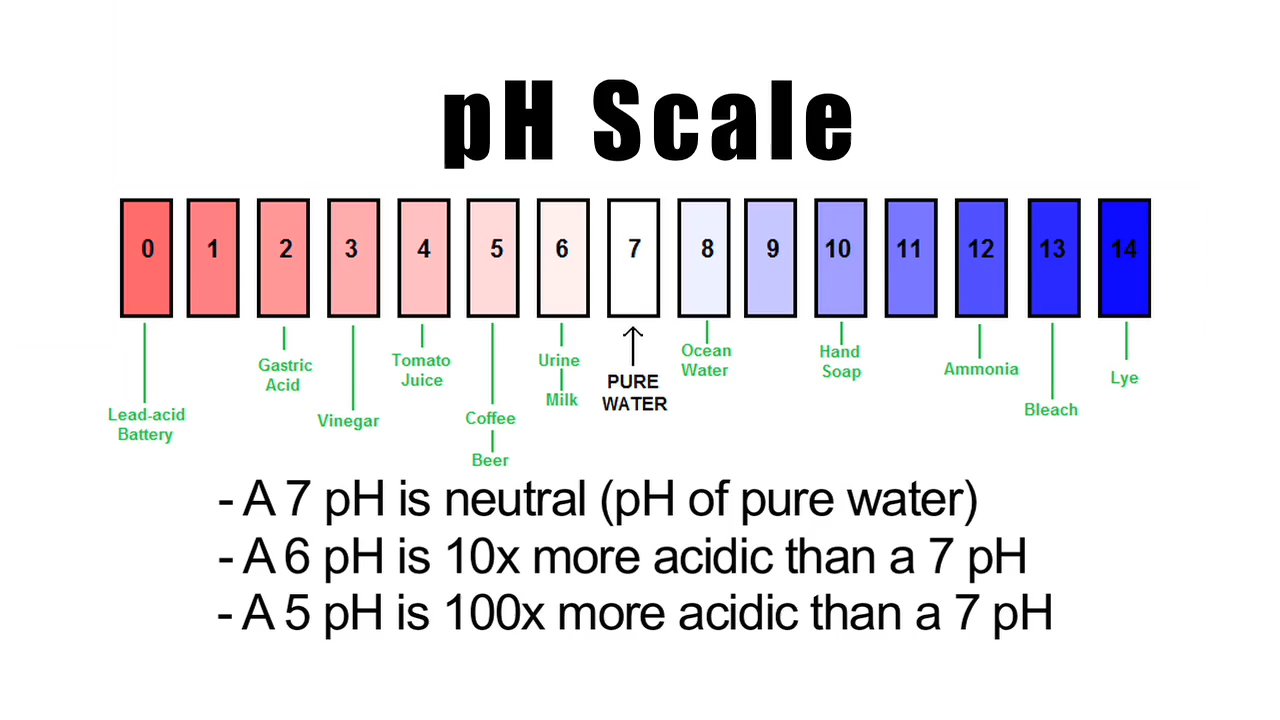 pH Scale
0 1 2 3 4 5 6 7 8 9 10 11 12 13 14
Lead-acid
Battery
Gastric
Acid
Vinegar
Tomato
Juice
Coffee
Beer
Urine
Milk
PURE
WATER
Ocean
Water
Hand
Soap
Ammonia
Bleach
Lye
- A 7 pH is neutral (pH of pure water)
- A 6 pH is 10x more acidic than a 7 pH
- A 5 pH is 100x more acidic than a 7 pH